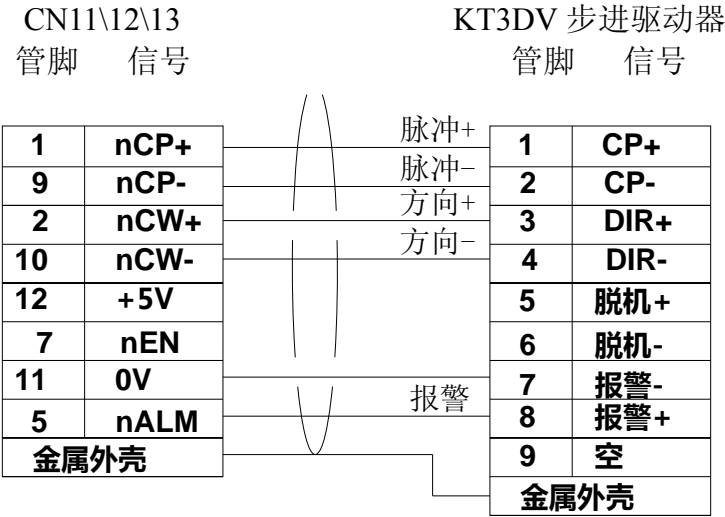 CN11\12\13 KT3DV 步进驱动器
管脚 信号 管脚 信号
1 nCP+ 脉冲+ 1 CP+
9 nCP- 脉冲- 2 CP-
2 nCW+ 方向+ 3 DIR+
10 nCW- 方向- 4 DIR-
12 +5V 5 脱机+
7 nEN 6 脱机-
11 0V 7 报警-
5 nALM 报警 8 报警+
金属外壳 9 空
金属外壳